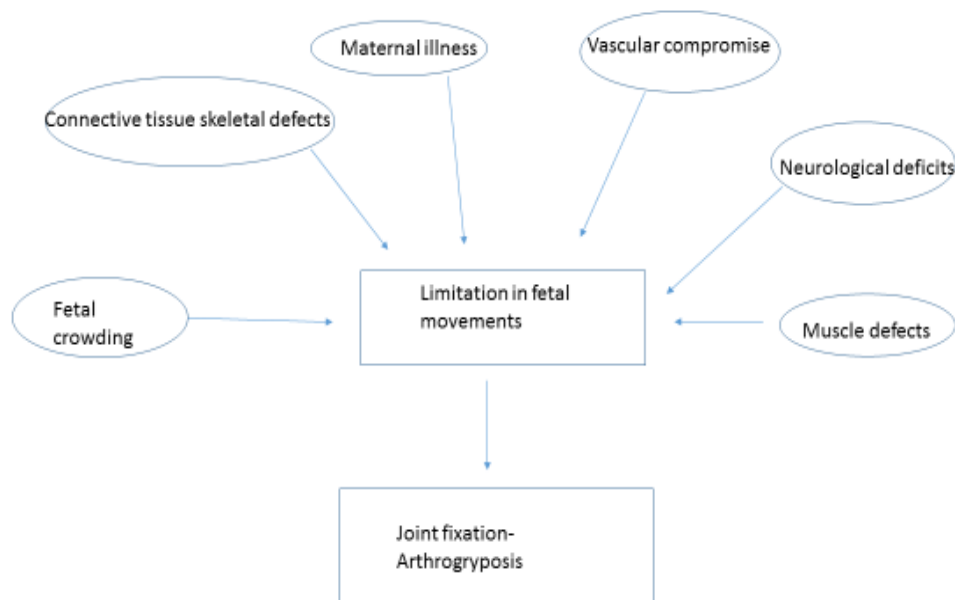 Maternal illness
Vascular compromise
Connective tissue skeletal defects
Neurological deficits
Limitation in fetal
movements
Fetal
crowding
Muscle defects
Joint fixation-
Arthrogryposis